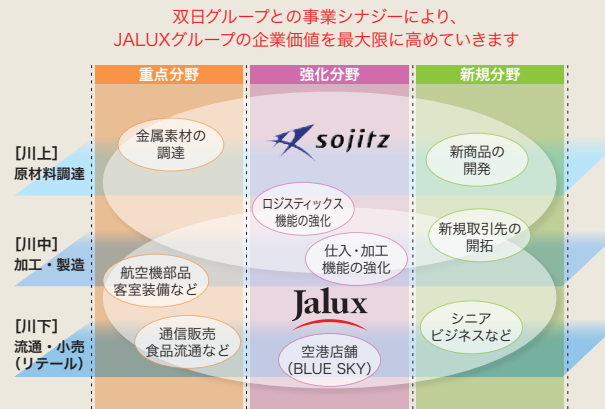 双日グループとの事業シナジーにより、
JALUXグループの企業価値を最大限に高めていきます
重点分野
強化分野
新規分野
[川上]
原材料調達
金属素材の
調達
sojitz
新商品の
開発
ロジスティックス
機能の強化
新規取引先の
開拓
[川中]
加工・製造
仕入・加工
機能の強化
航空機部品
客室装備など
Jalux
[川下]
流通・小売
（リテール）
通信販売
食品流通など
空港店舗
（BLUE SKY）
シニア
ビジネスなど